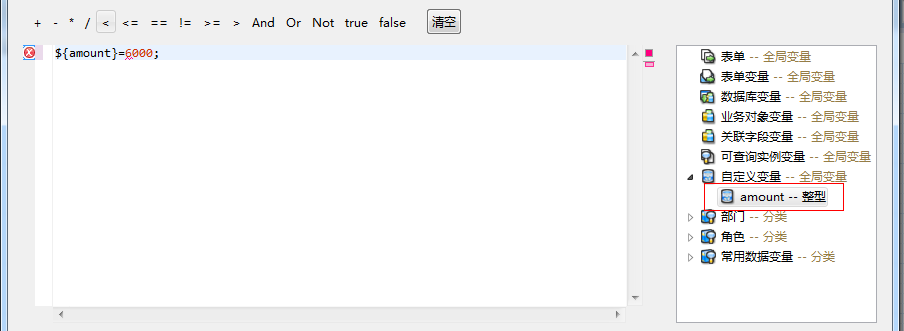 + - * / < <= == != >= > And Or Not true false 清空
${amount}=6000;
表单 -- 全局变量
表单变量 -- 全局变量
数据库变量 -- 全局变量
业务对象变量 -- 全局变量
关联字段变量 -- 全局变量
可查询实例变量 -- 全局变量
自定义变量 -- 全局变量
amount -- 整型
部门 -- 分类
角色 -- 分类
常用数据变量 -- 分类